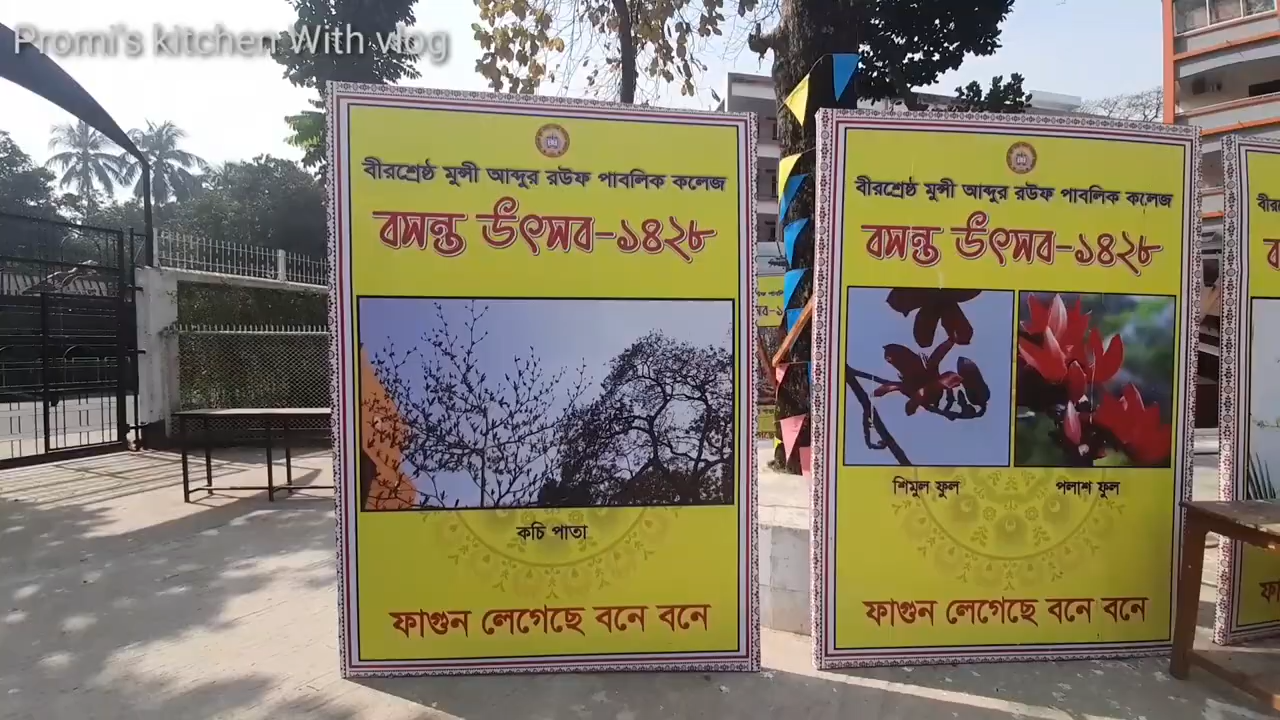 Promi's kitchen With vlog
বীরশ্রেষ্ঠ মুন্সী আব্দুর রউফ পাবলিক কলেজ
বসন্ত উৎসব-১৪২৮
কচি পাতা
ফাগুন লেগেছে বনে বনে
বীরশ্রেষ্ঠ মুন্সী আব্দুর রউফ পাবলিক কলেজ
বসন্ত উৎসব-১৪২৮
শিমুল ফুল
পলাশ ফুল
ফাগুন লেগেছে বনে বনে